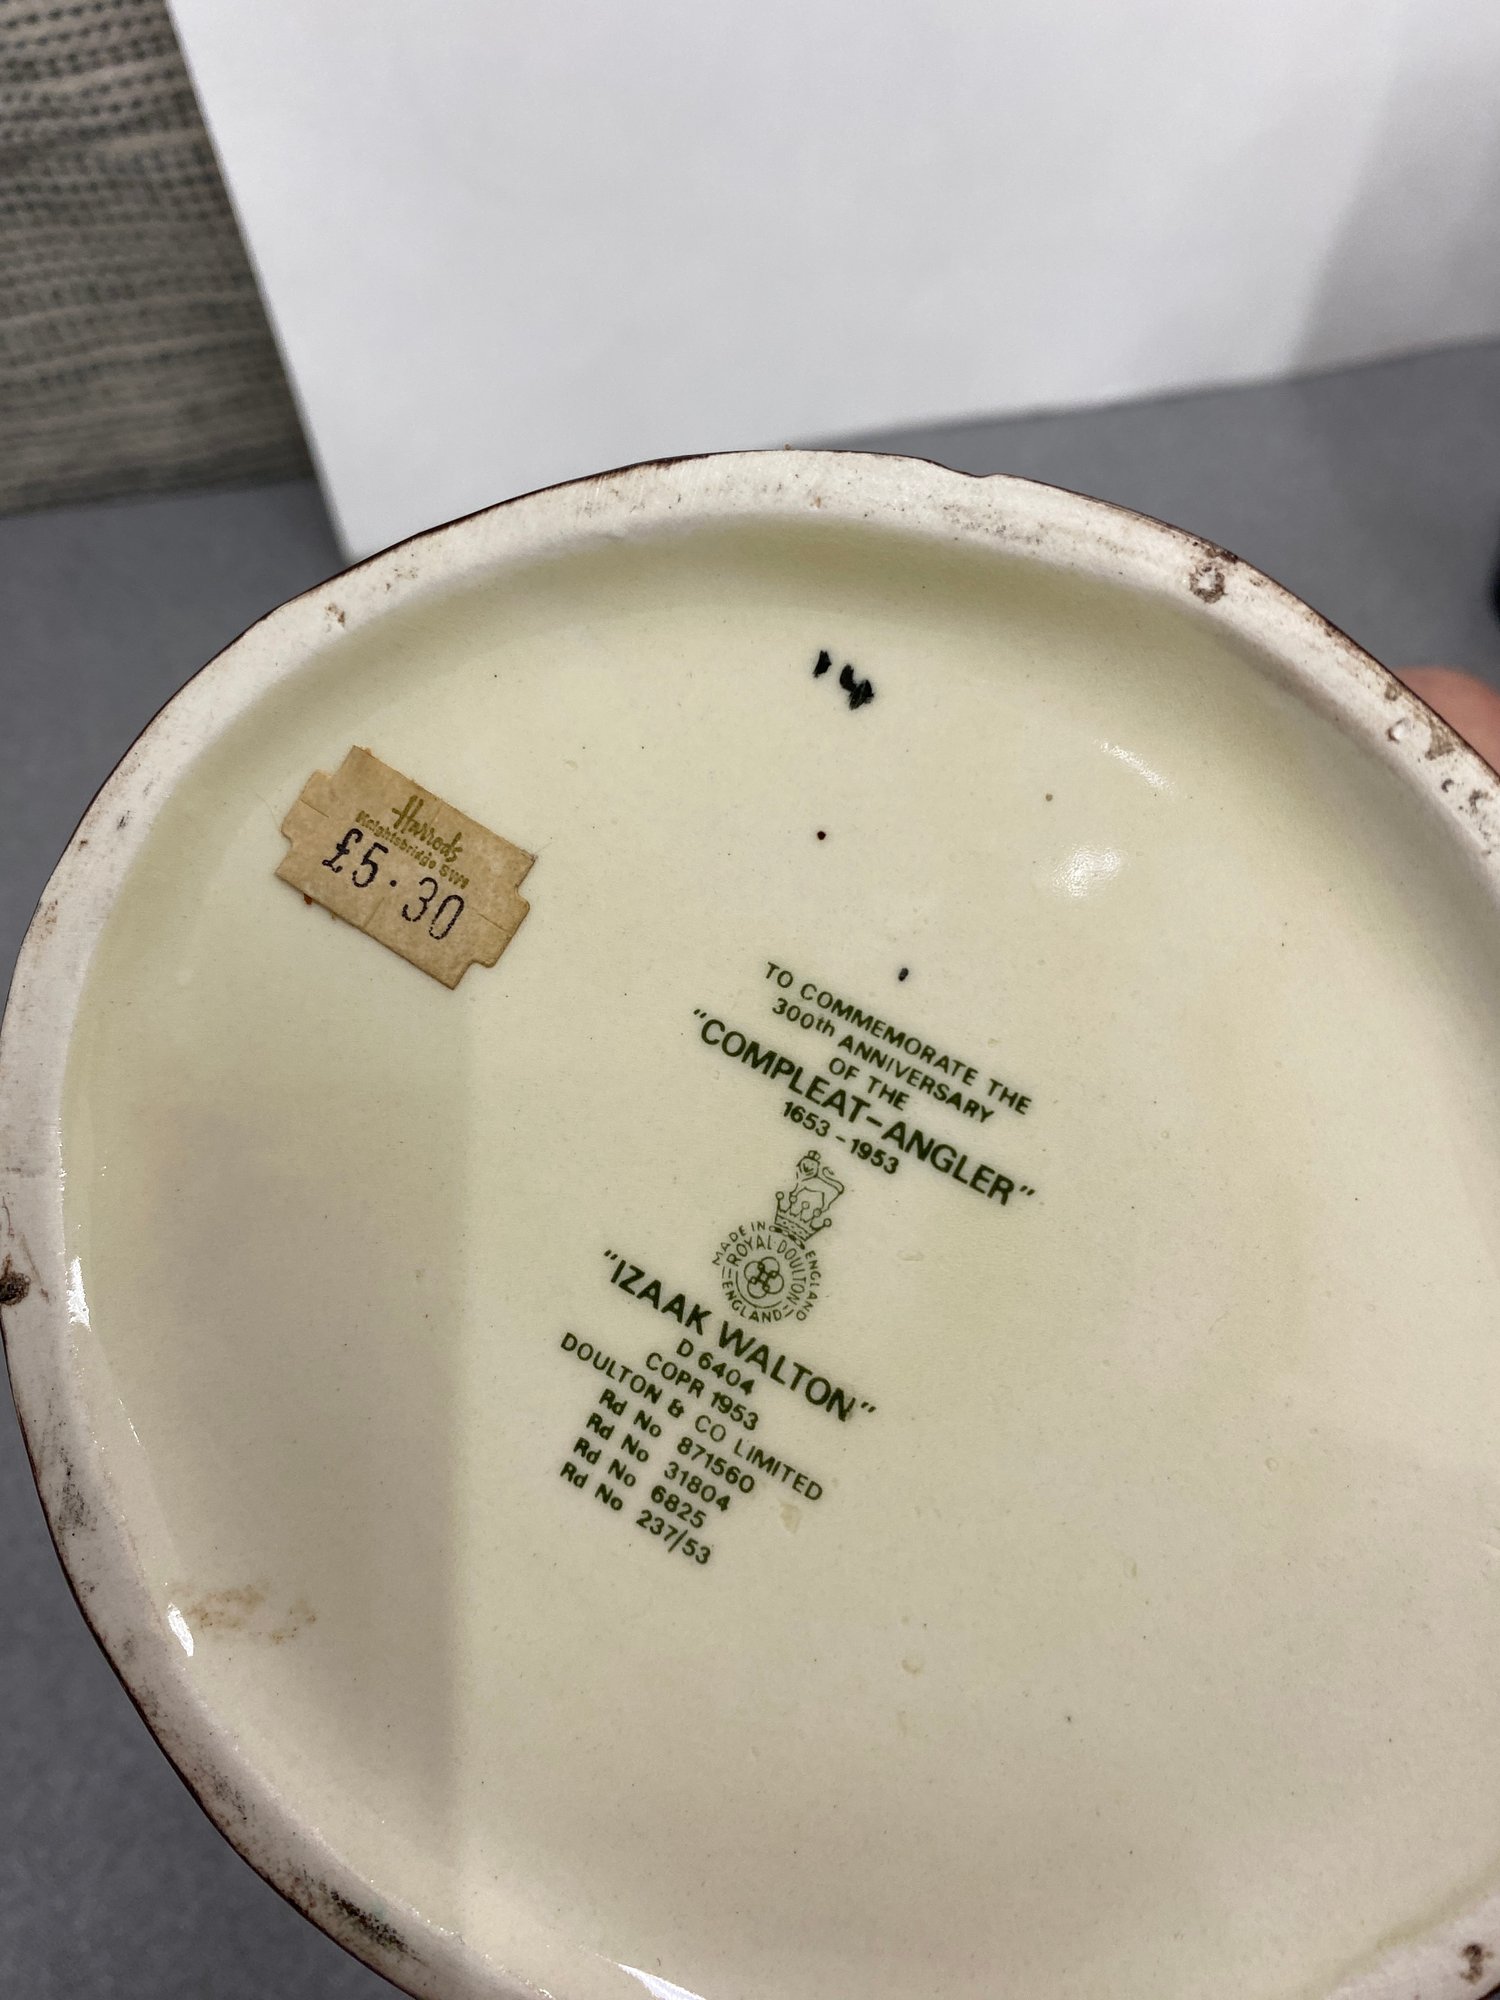 14
Harrods
Knightsbridge SW1
£5.30
TO COMMEMORATE THE
300th ANNIVERSARY
OF THE
"COMPLEAT-ANGLER"
1653-1953
MADE IN ENGLAND
ROYAL-DOULTON
ENGLAND
"IZAAK WALTON"
D 6404
COPR 1953
DOULTON & CO LIMITED
Rd No 871560
Rd No 31804
Rd No 6825
Rd No 237/53